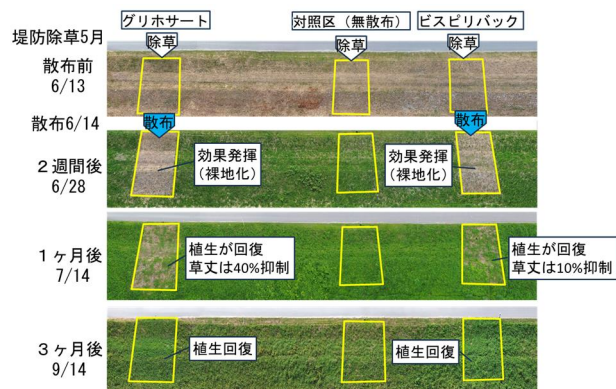 グリホサート
対照区（無散布）
ビスピリバック
堤防除草5月
除草
除草
除草
散布前
6/13
散布6/14
散布
散布
２週間後
6/28
効果発揮
（裸地化）
効果発揮
（裸地化）
１ヶ月後
7/14
植生が回復
草丈は40%抑制
植生が回復
草丈は10%抑制
３ヶ月後
9/14
植生回復
植生回復